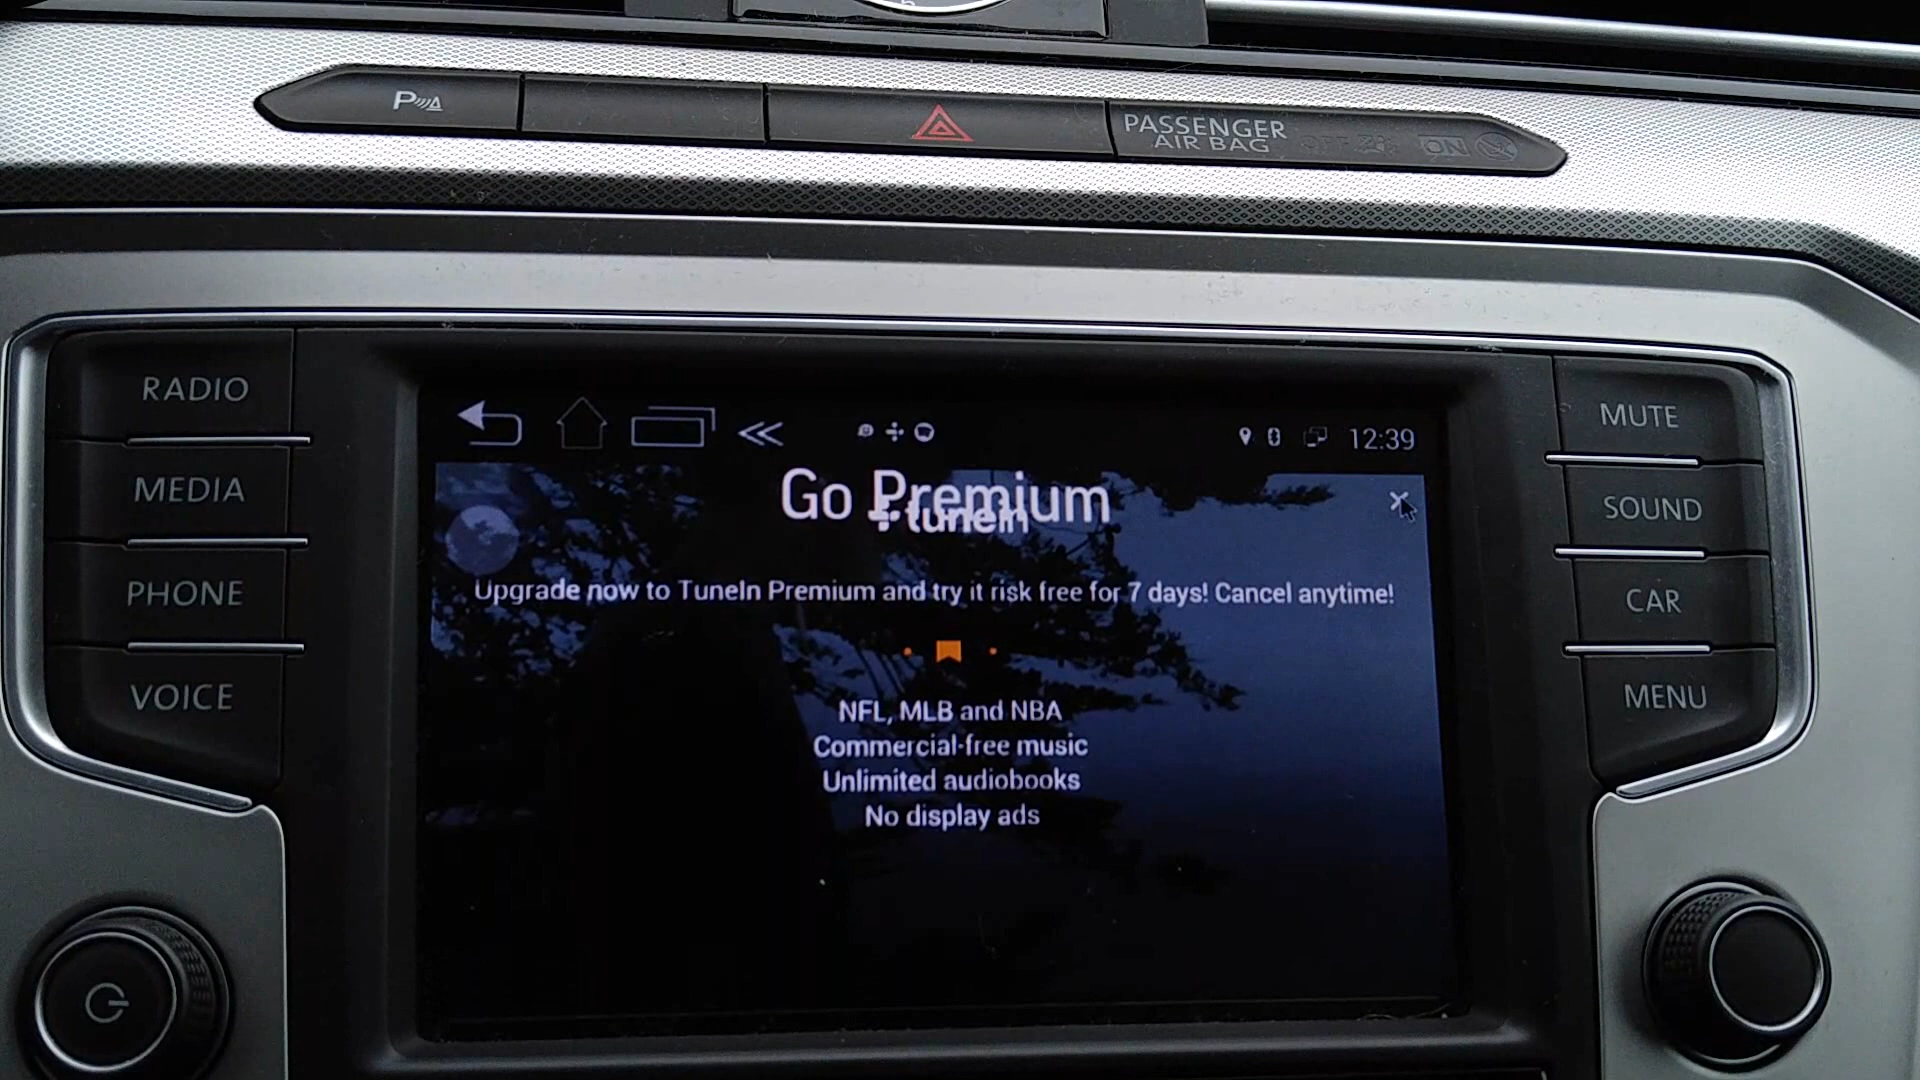 P
PASSENGER
AIR BAG
OFF
ON
RADIO
MEDIA
PHONE
VOICE
MUTE
SOUND
CAR
MENU
12:39
Go Premium
tunein
Upgrade now to TuneIn Premium and try it risk free for 7 days! Cancel anytime!
NFL, MLB and NBA
Commercial-free music
Unlimited audiobooks
No display ads